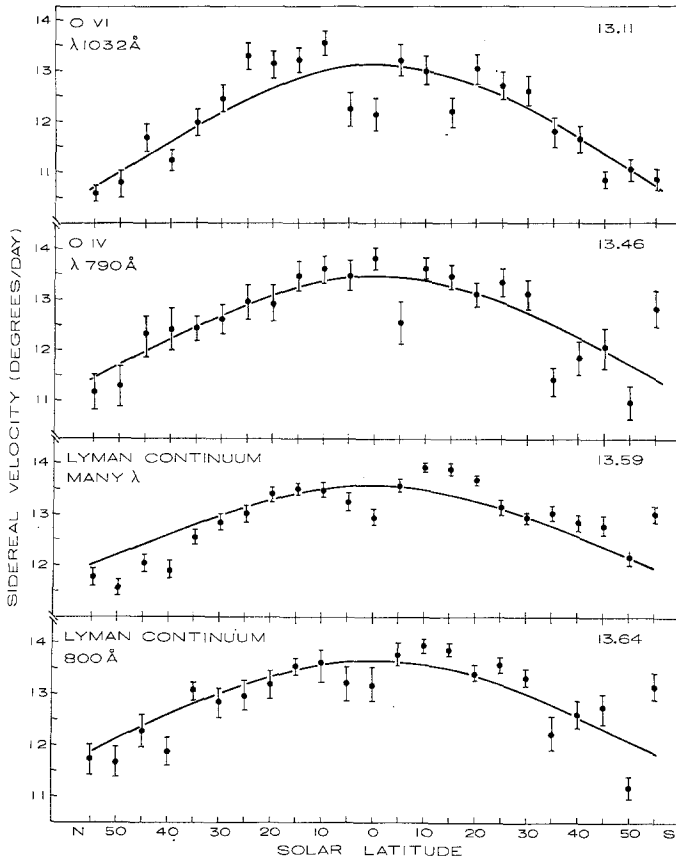 O VI
λ1032Å
13.11
14
13
12
11
O IV
λ 790Å
13.46
14
13
12
11
LYMAN CONTINUUM
MANY λ
13.59
14
13
12
LYMAN CONTINUUM
800 Å
13.64
14
13
12
11
SIDEREAL VELOCITY (DEGREES/DAY)
N 50 40 30 20 10 0 10 20 30 40 50 S
SOLAR LATITUDE